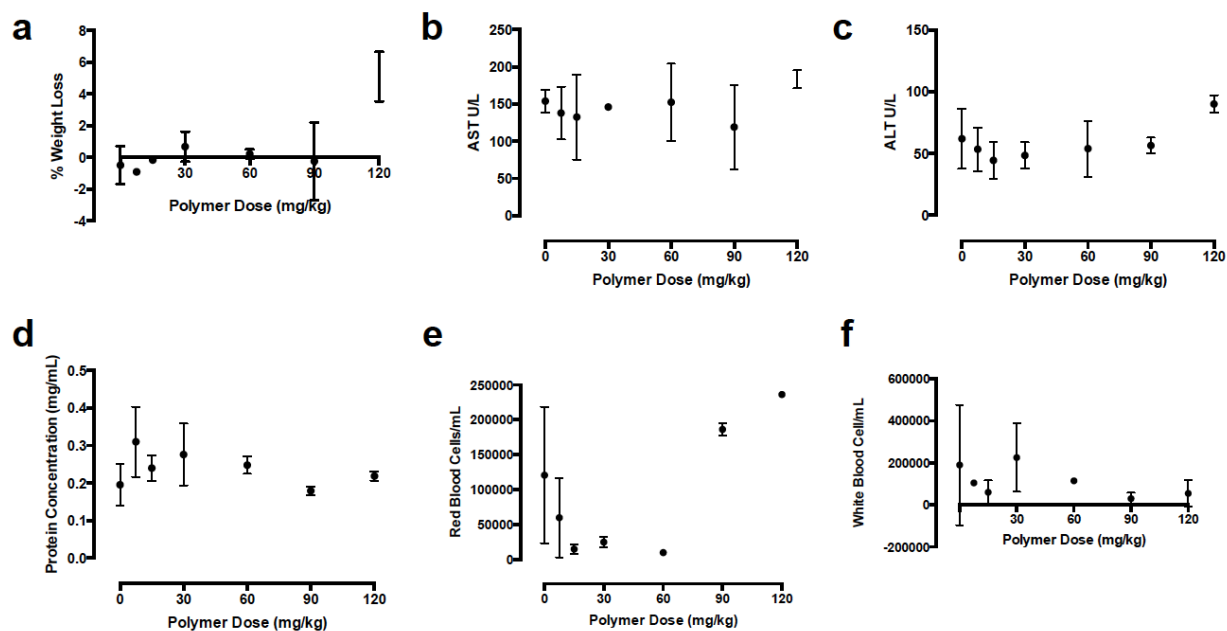 a
% Weight Loss
8
6
4
2
0
-2
-4
30
60
90
120
Polymer Dose (mg/kg)
b
AST U/L
250
200
150
100
50
0
0 30 60 90 120
Polymer Dose (mg/kg)
c
ALT U/L
150
100
50
0
0 30 60 90 120
Polymer Dose (mg/kg)
d
Protein Concentration (mg/mL)
0.5
0.4
0.3
0.2
0.1
0.0
0 30 60 90 120
Polymer Dose (mg/kg)
e
Red Blood Cells/mL
250000
200000
150000
100000
50000
0
0 30 60 90 120
Polymer Dose (mg/kg)
f
White Blood Cell/mL
600000
400000
200000
0
-200000
30 60 90 120
Polymer Dose (mg/kg)